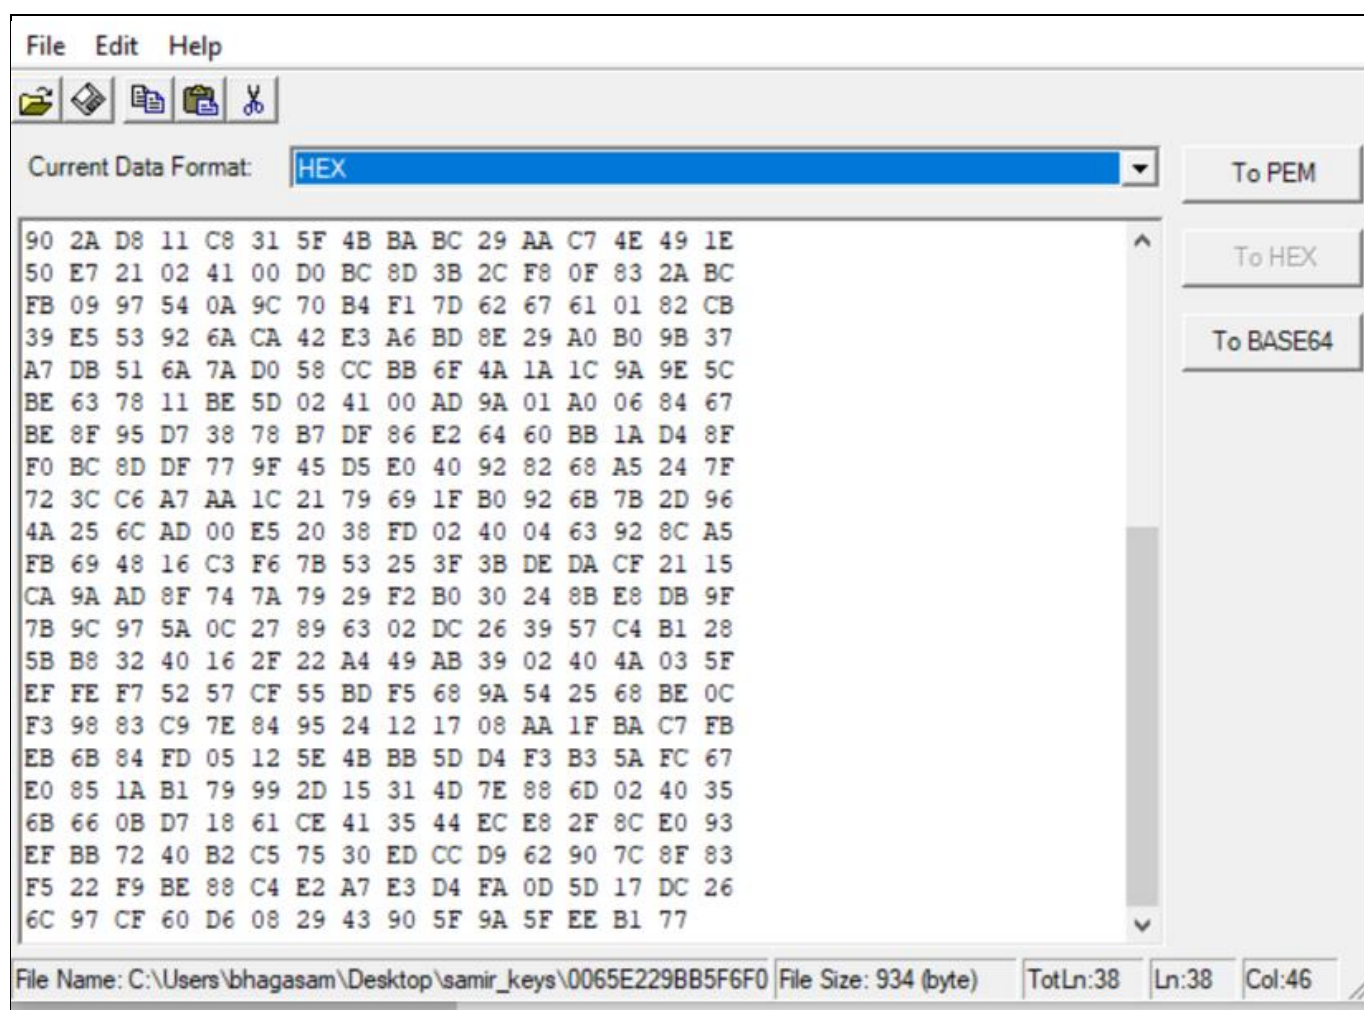 File Edit Help
Current Data Format: HEX
To PEM
To HEX
To BASE64
90 2A D8 11 C8 31 5F 4B BA BC 29 AA C7 4E 49 1E
50 E7 21 02 41 00 D0 BC 8D 3B 2C F8 0F 83 2A BC
FB 09 97 54 0A 9C 70 B4 F1 7D 62 67 61 01 82 CB
39 E5 53 92 6A CA 42 E3 A6 BD 8E 29 A0 B0 9B 37
A7 DB 51 6A 7A D0 58 CC BB 6F 4A 1A 1C 9A 9E 5C
BE 63 78 11 BE 5D 02 41 00 AD 9A 01 A0 06 84 67
BE 8F 95 D7 38 78 B7 DF 86 E2 64 60 BB 1A D4 8F
F0 BC 8D DF 77 9F 45 D5 E0 40 92 82 68 A5 24 7F
72 3C C6 A7 AA 1C 21 79 69 1F B0 92 6B 7B 2D 96
4A 25 6C AD 00 E5 20 38 FD 02 40 04 63 92 8C A5
FB 69 48 16 C3 F6 7B 53 25 3F 3B DE DA CF 21 15
CA 9A AD 8F 74 7A 79 29 F2 B0 30 24 8B E8 DB 9F
7B 9C 97 5A 0C 27 89 63 02 DC 26 39 57 C4 B1 28
5B B8 32 40 16 2F 22 A4 49 AB 39 02 40 4A 03 5F
EF FE F7 52 57 CF 55 BD F5 68 9A 54 25 68 BE 0C
F3 98 83 C9 7E 84 95 24 12 17 08 AA 1F BA C7 FB
EB 6B 84 FD 05 12 5E 4B BB 5D D4 F3 B3 5A FC 67
E0 85 1A B1 79 99 2D 15 31 4D 7E 88 6D 02 40 35
6B 66 0B D7 18 61 CE 41 35 44 EC E8 2F 8C E0 93
EF BB 72 40 B2 C5 75 30 ED CC D9 62 90 7C 8F 83
F5 22 F9 BE 88 C4 E2 A7 E3 D4 FA 0D 5D 17 DC 26
6C 97 CF 60 D6 08 29 43 90 5F 9A 5F EE B1 77
File Name: C:\Users\bhagasam\Desktop\samir_keys\0065E229BB5F6F0 File Size: 934 (byte) TotLn:38 Ln:38 Col:46